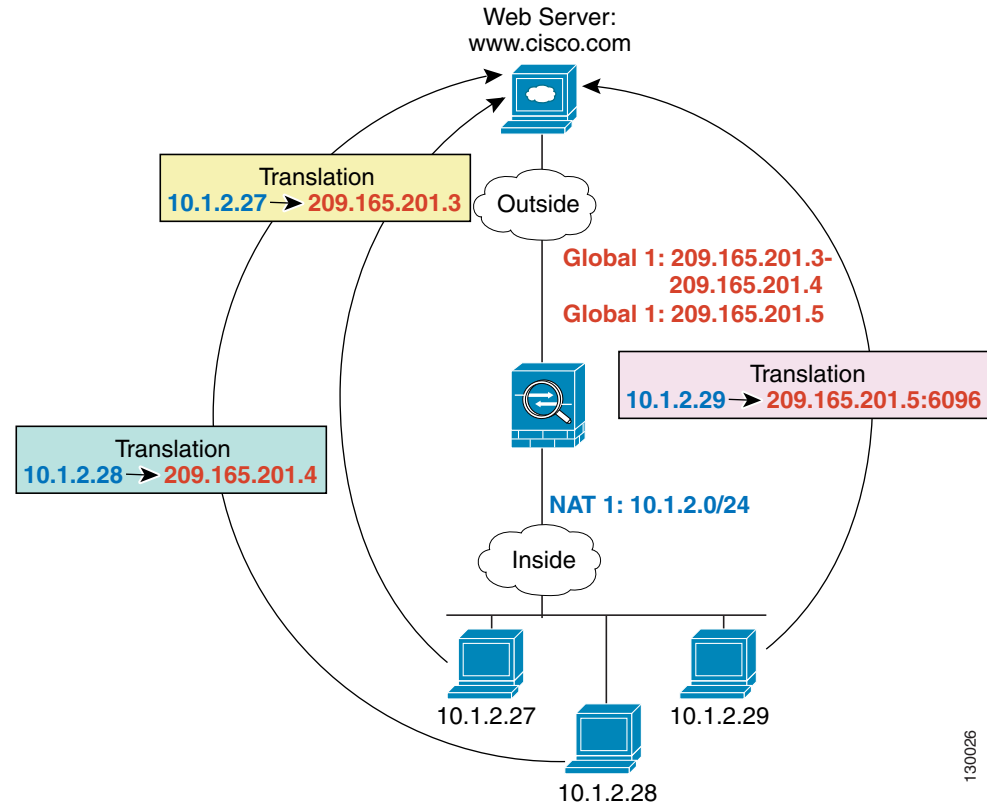 Web Server:
www.cisco.com
Translation
10.1.2.27 → 209.165.201.3
Outside
Global 1: 209.165.201.3-
209.165.201.4
Global 1: 209.165.201.5
Translation
10.1.2.29 → 209.165.201.5:6096
Translation
10.1.2.28 → 209.165.201.4
NAT 1: 10.1.2.0/24
Inside
10.1.2.27
10.1.2.29
10.1.2.28
130026